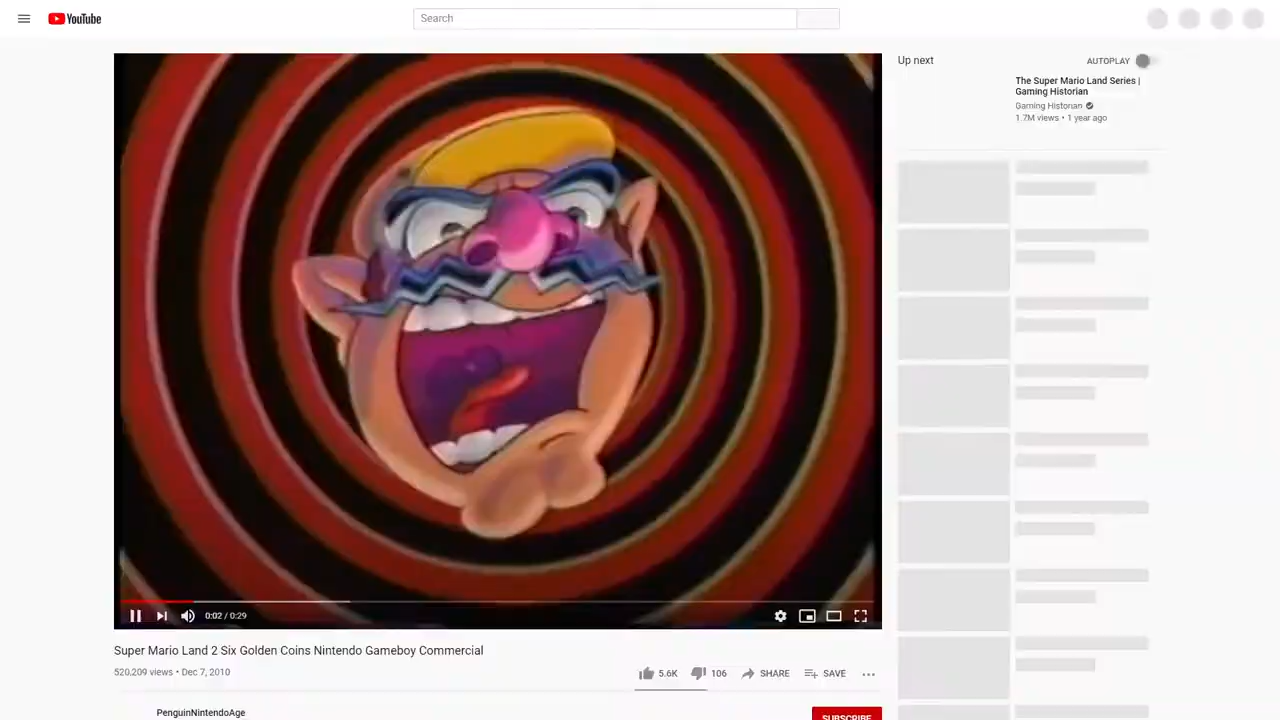 YouTube
Search
Up next
AUTOPLAY
The Super Mario Land Series |
Gaming Historian
Gaming Historian
1.7M views • 1 year ago
0:02 / 0:29
Super Mario Land 2 Six Golden Coins Nintendo Gameboy Commercial
520,209 views • Dec 7, 2010
5.6K
106
SHARE
SAVE
PenguinNintendoAge
SUBSCRIBE